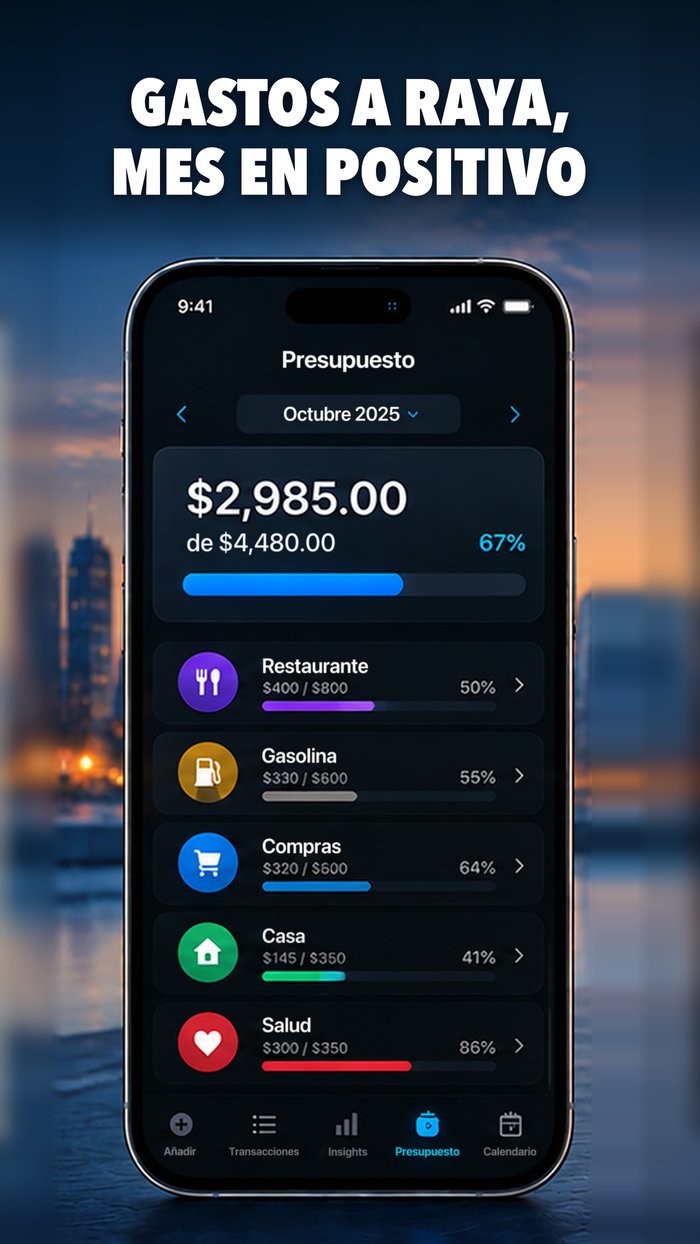 GASTOS A RAYA,
MES EN POSITIVO
9:41
Presupuesto
Octubre 2025
$2,985.00
de $4,480.00
67%
Restaurante
$400 / $800
50%
Gasolina
$330 / $600
55%
Compras
$320 / $600
64%
Casa
$145 / $350
41%
Salud
$300 / $350
86%
Añadir
Transacciones
Insights
Presupuesto
Calendario